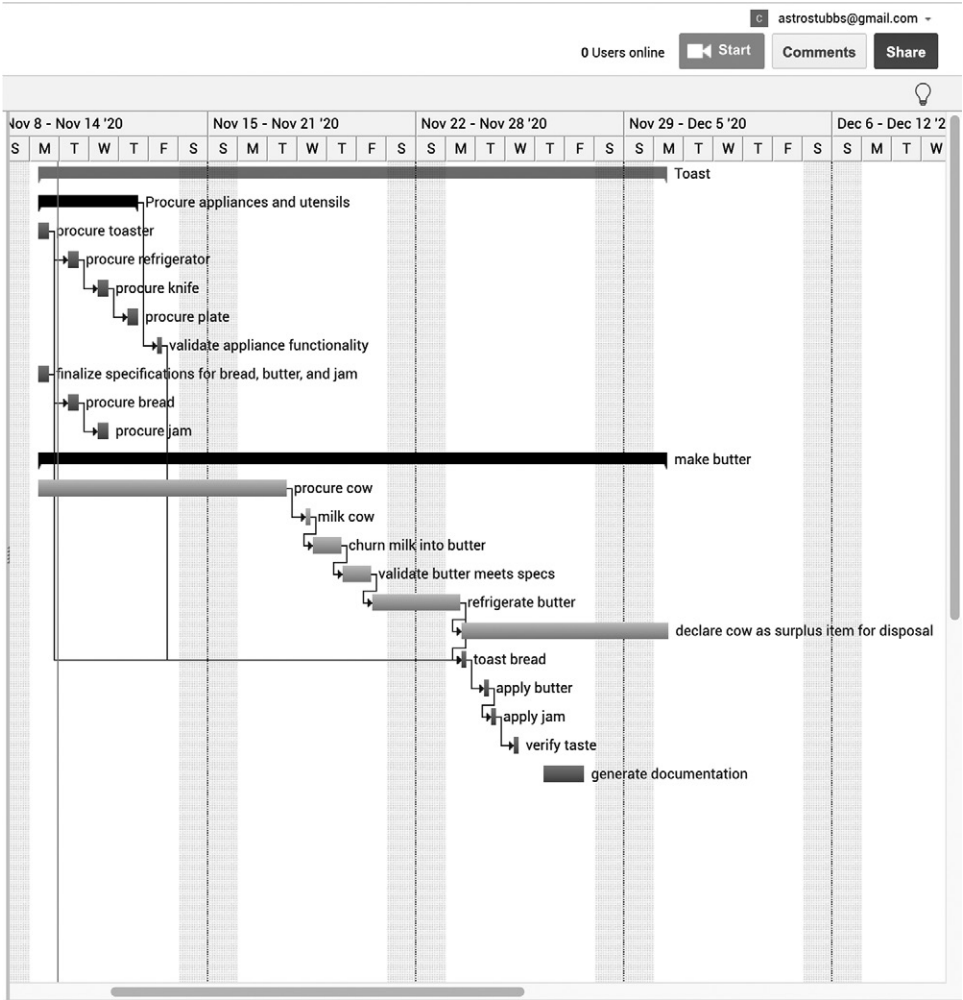 C astrostubbs@gmail.com
0 Users online Start Comments Share
Nov 8 - Nov 14 '20 Nov 15 - Nov 21 '20 Nov 22 - Nov 28 '20 Nov 29 - Dec 5 '20 Dec 6 - Dec 12 '2
S M T W T F S S M T W T F S S M T W T F S S M T W T F S S M T W
Toast
Procure appliances and utensils
procure toaster
procure refrigerator
procure knife
procure plate
validate appliance functionality
finalize specifications for bread, butter, and jam
procure bread
procure jam
make butter
procure cow
milk cow
churn milk into butter
validate butter meets specs
refrigerate butter
declare cow as surplus item for disposal
toast bread
apply butter
apply jam
verify taste
generate documentation